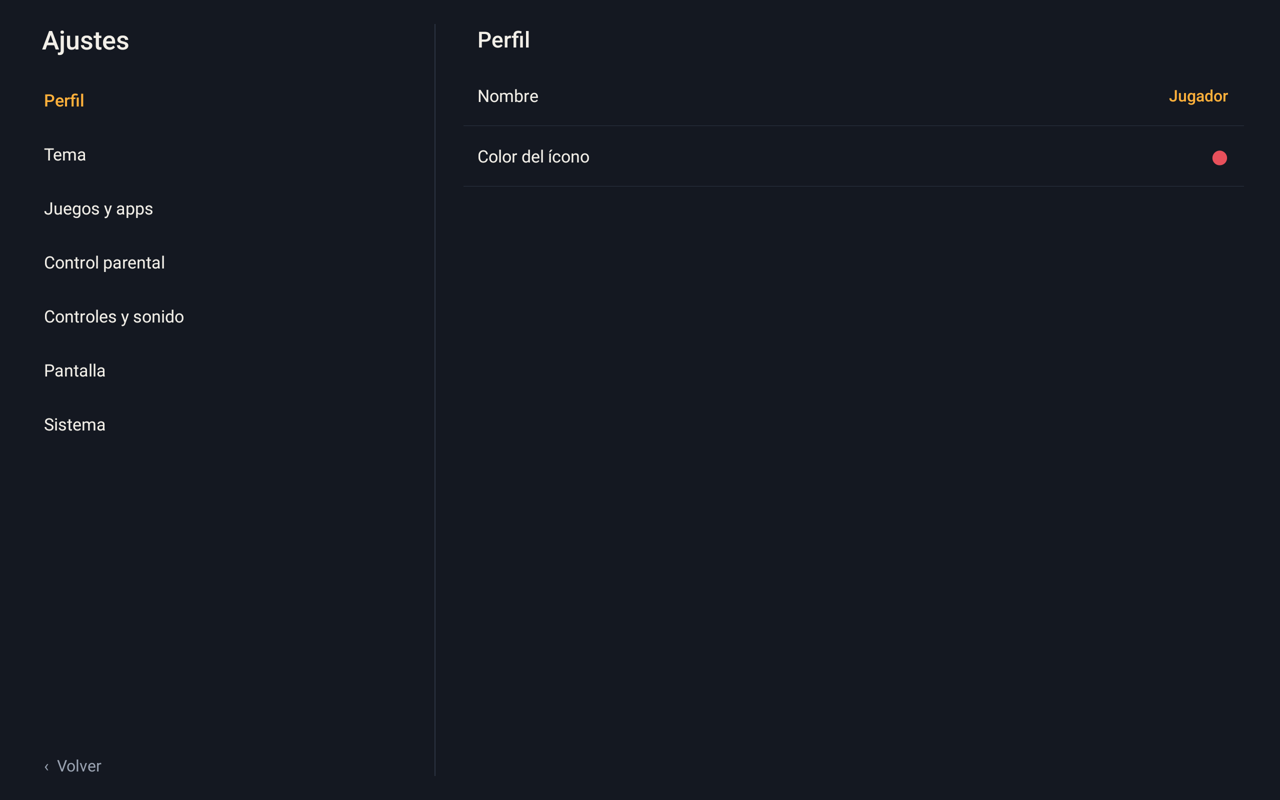 Ajustes
Perfil
Tema
Juegos y apps
Control parental
Controles y sonido
Pantalla
Sistema
‹ Volver
Perfil
Nombre Jugador
Color del ícono